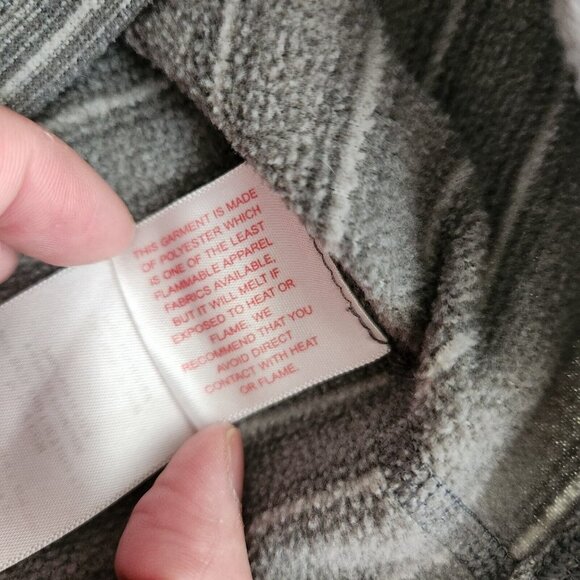 THIS GARMENT IS MADE
OF POLYESTER WHICH
IS ONE OF THE LEAST
FLAMMABLE APPAREL
FABRICS AVAILABLE,
BUT IT WILL MELT IF
EXPOSED TO HEAT OR
FLAME. WE
RECOMMEND THAT YOU
AVOID DIRECT
CONTACT WITH HEAT
OR FLAME.